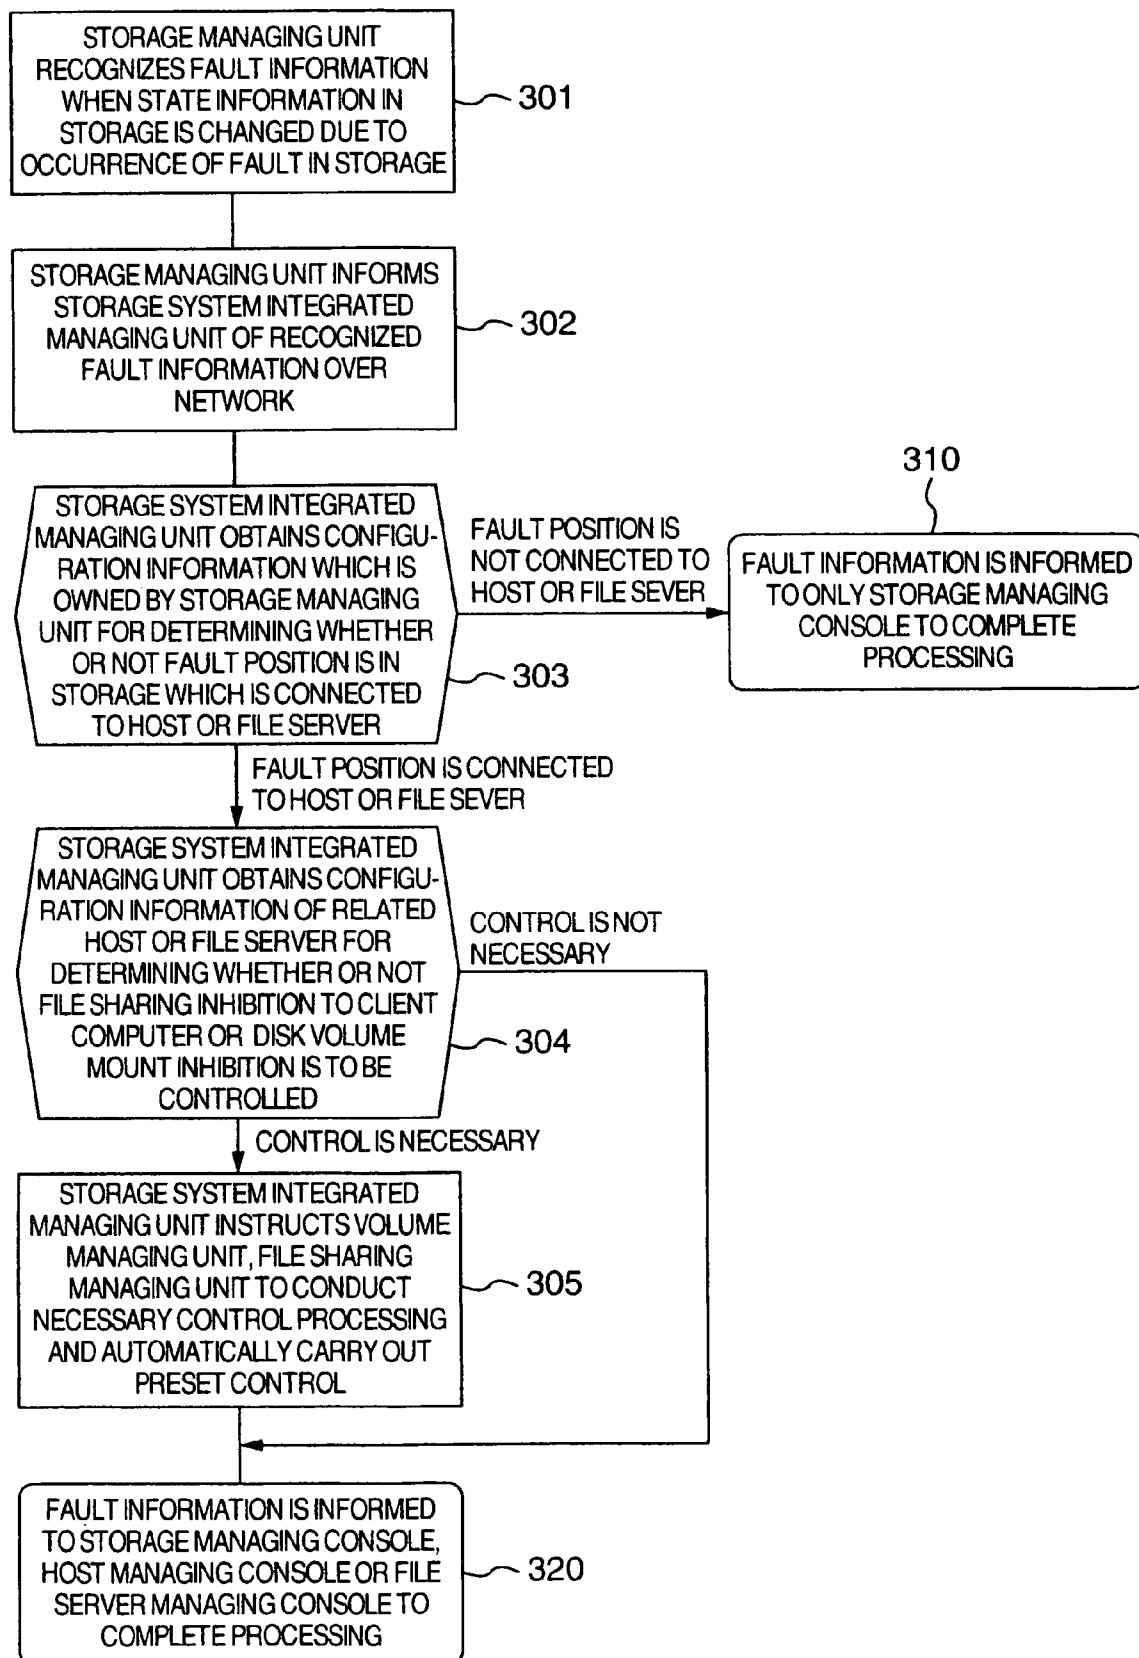 STORAGE MANAGING UNIT
RECOGNIZES FAULT INFORMATION
WHEN STATE INFORMATION IN
STORAGE IS CHANGED DUE TO
OCCURRENCE OF FAULT IN STORAGE
301
STORAGE MANAGING UNIT INFORMS
STORAGE SYSTEM INTEGRATED
MANAGING UNIT OF RECOGNIZED
FAULT INFORMATION OVER
NETWORK
302
STORAGE SYSTEM INTEGRATED
MANAGING UNIT OBTAINS CONFIGU-
RATION INFORMATION WHICH IS
OWNED BY STORAGE MANAGING
UNIT FOR DETERMINING WHETHER
OR NOT FAULT POSITION IS IN
STORAGE WHICH IS CONNECTED
TO HOST OR FILE SERVER
303
FAULT POSITION IS
NOT CONNECTED TO
HOST OR FILE SEVER
310
FAULT INFORMATION IS INFORMED
TO ONLY STORAGE MANAGING
CONSOLE TO COMPLETE
PROCESSING
FAULT POSITION IS CONNECTED
TO HOST OR FILE SEVER
STORAGE SYSTEM INTEGRATED
MANAGING UNIT OBTAINS CONFIGU-
RATION INFORMATION OF RELATED
HOST OR FILE SERVER FOR
DETERMINING WHETHER OR NOT
FILE SHARING INHIBITION TO CLIENT
COMPUTER OR DISK VOLUME
MOUNT INHIBITION IS TO BE
CONTROLLED
304
CONTROL IS NOT
NECESSARY
CONTROL IS NECESSARY
STORAGE SYSTEM INTEGRATED
MANAGING UNIT INSTRUCTS VOLUME
MANAGING UNIT, FILE SHARING
MANAGING UNIT TO CONDUCT
NECESSARY CONTROL PROCESSING
AND AUTOMATICALLY CARRY OUT
PRESET CONTROL
305
FAULT INFORMATION IS INFORMED
TO STORAGE MANAGING CONSOLE,
HOST MANAGING CONSOLE OR FILE
SERVER MANAGING CONSOLE TO
COMPLETE PROCESSING
320